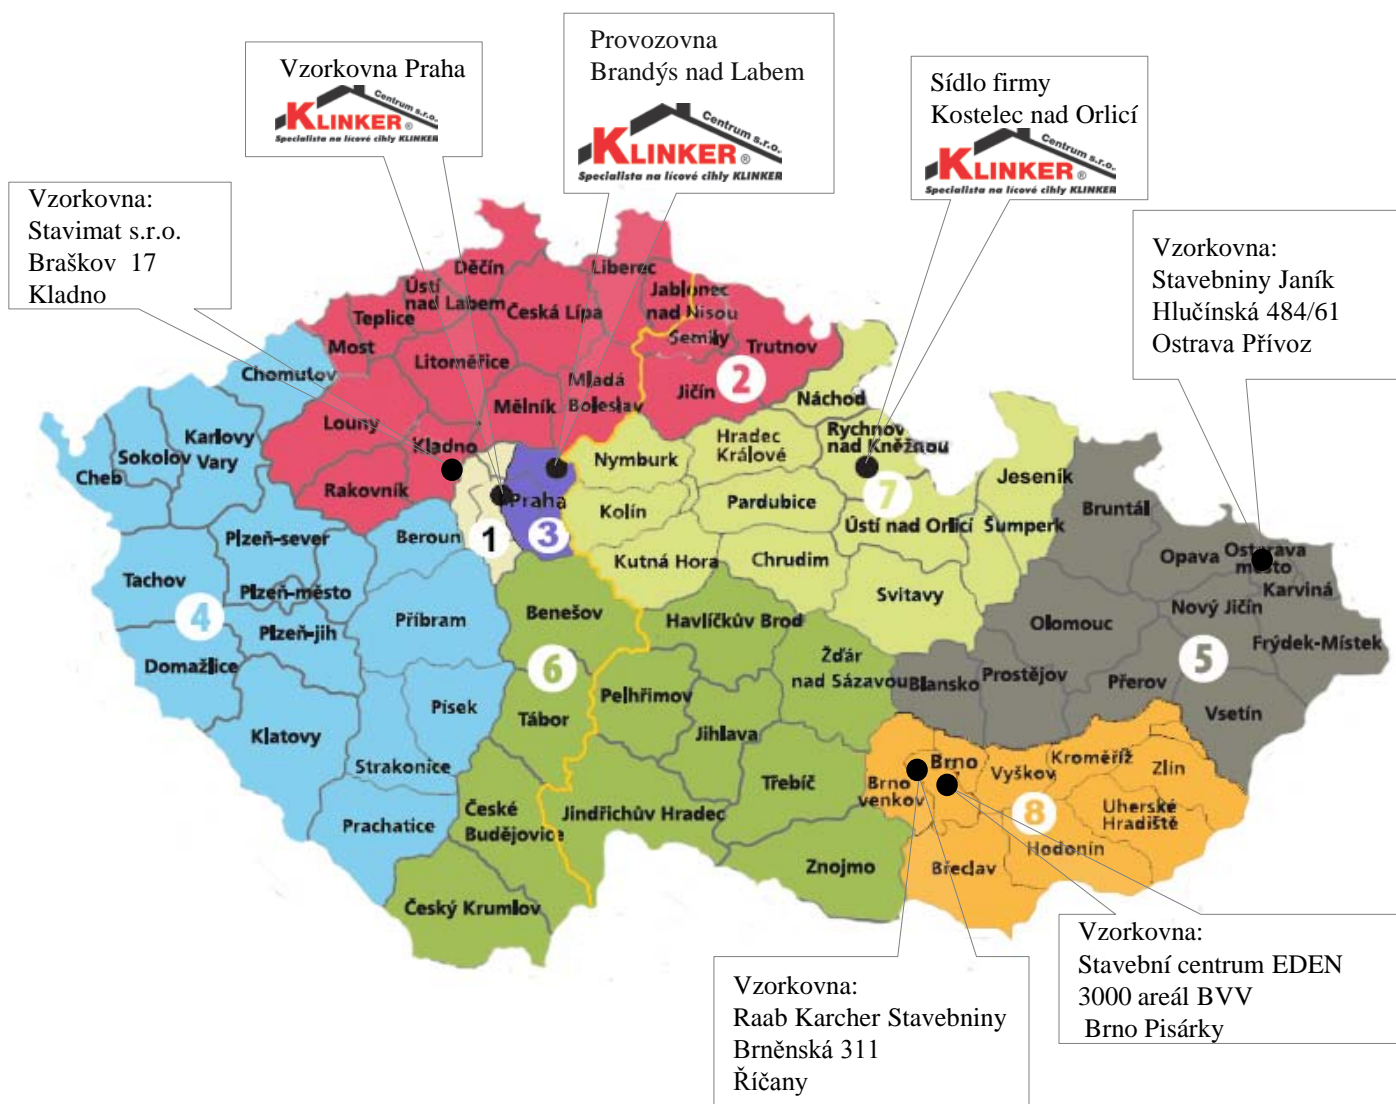 Vzorkovna Praha
KLINKER®
Centrum s.r.o.
Specialista na lícové cihly KLINKER
Provozovna
Brandýs nad Labem
KLINKER®
Centrum s.r.o.
Specialista na lícové cihly KLINKER
Sídlo firmy
Kostelec nad Orlicí
KLINKER®
Centrum s.r.o.
Specialista na lícové cihly KLINKER
Vzorkovna:
Stavimat s.r.o.
Braškov 17
Kladno
Vzorkovna:
Stavebniny Janík
Hlučínská 484/61
Ostrava Přívoz
Děčín
Liberec
Ústí
nad Labem
Jablonec
nad Nisou
Česká Lípa
Teplice
Semily
Trutnov
Most
Litoměřice
Chomutov
Mladá
Boleslav
2
Jičín
Mělník
Náchod
Louny
Karlovy
Vary
Kladno
Hradec
Králové
Rychnov
nad Kněžnou
Sokolov
Cheb
Nymburk
Rakovník
Praha
Jeseník
7
Pardubice
Kolín
Bruntál
Plzeň-sever
Beroun
1
3
Ústí nad Orlicí
Šumperk
Opava
Ostrava
město
Kutná Hora
Chrudim
Karviná
Tachov
Plzeň-město
4
Příbram
Benešov
Svitavy
Nový Jičín
Havlíčkův Brod
Olomouc
Plzeň-jih
Frýdek-Místek
Domažlice
6
Žďár
nad Sázavou
5
Blansko
Prostějov
Přerov
Pelhřimov
Písek
Tábor
Vsetín
Klatovy
Jihlava
Strakonice
Třebíč
Brno
Brno
venkov
Vyškov
Kroměříž
Zlín
České
Budějovice
Jindřichův Hradec
8
Uherské
Hradiště
Prachatice
Hodonín
Znojmo
Břeclav
Český Krumlov
Vzorkovna:
Raab Karcher Stavebniny
Brněnská 311
Říčany
Vzorkovna:
Stavební centrum EDEN
3000 areál BVV
Brno Pisárky